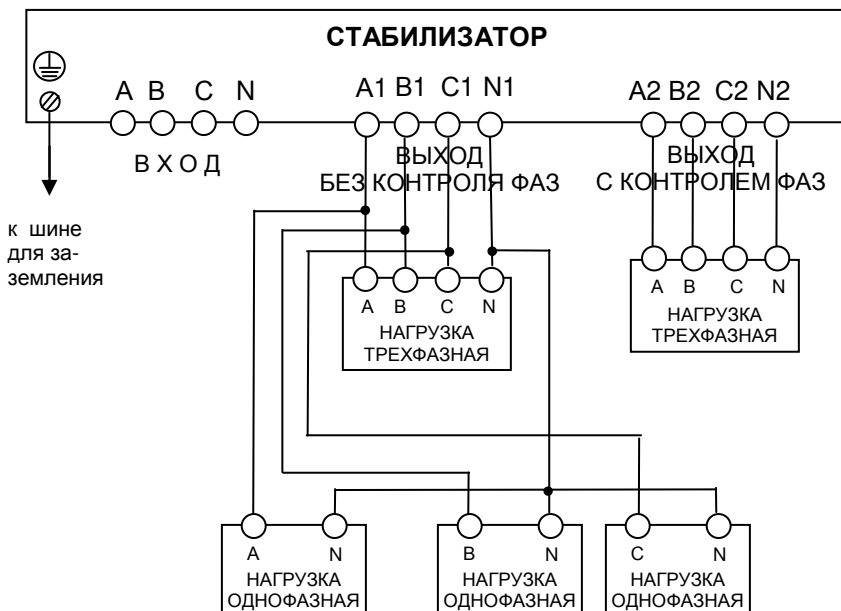 СТАБИЛИЗАТОР
A B C N
A1 B1 C1 N1
A2 B2 C2 N2
ВХОД
ВЫХОД
БЕЗ КОНТРОЛЯ ФАЗ
ВЫХОД
С КОНТРОЛЕМ ФАЗ
к шине
для за-
земления
A B C N
НАГРУЗКА
ТРЕХФАЗНАЯ
A B C N
НАГРУЗКА
ТРЕХФАЗНАЯ
A N
НАГРУЗКА
ОДНОФАЗНАЯ
B N
НАГРУЗКА
ОДНОФАЗНАЯ
C N
НАГРУЗКА
ОДНОФАЗНАЯ